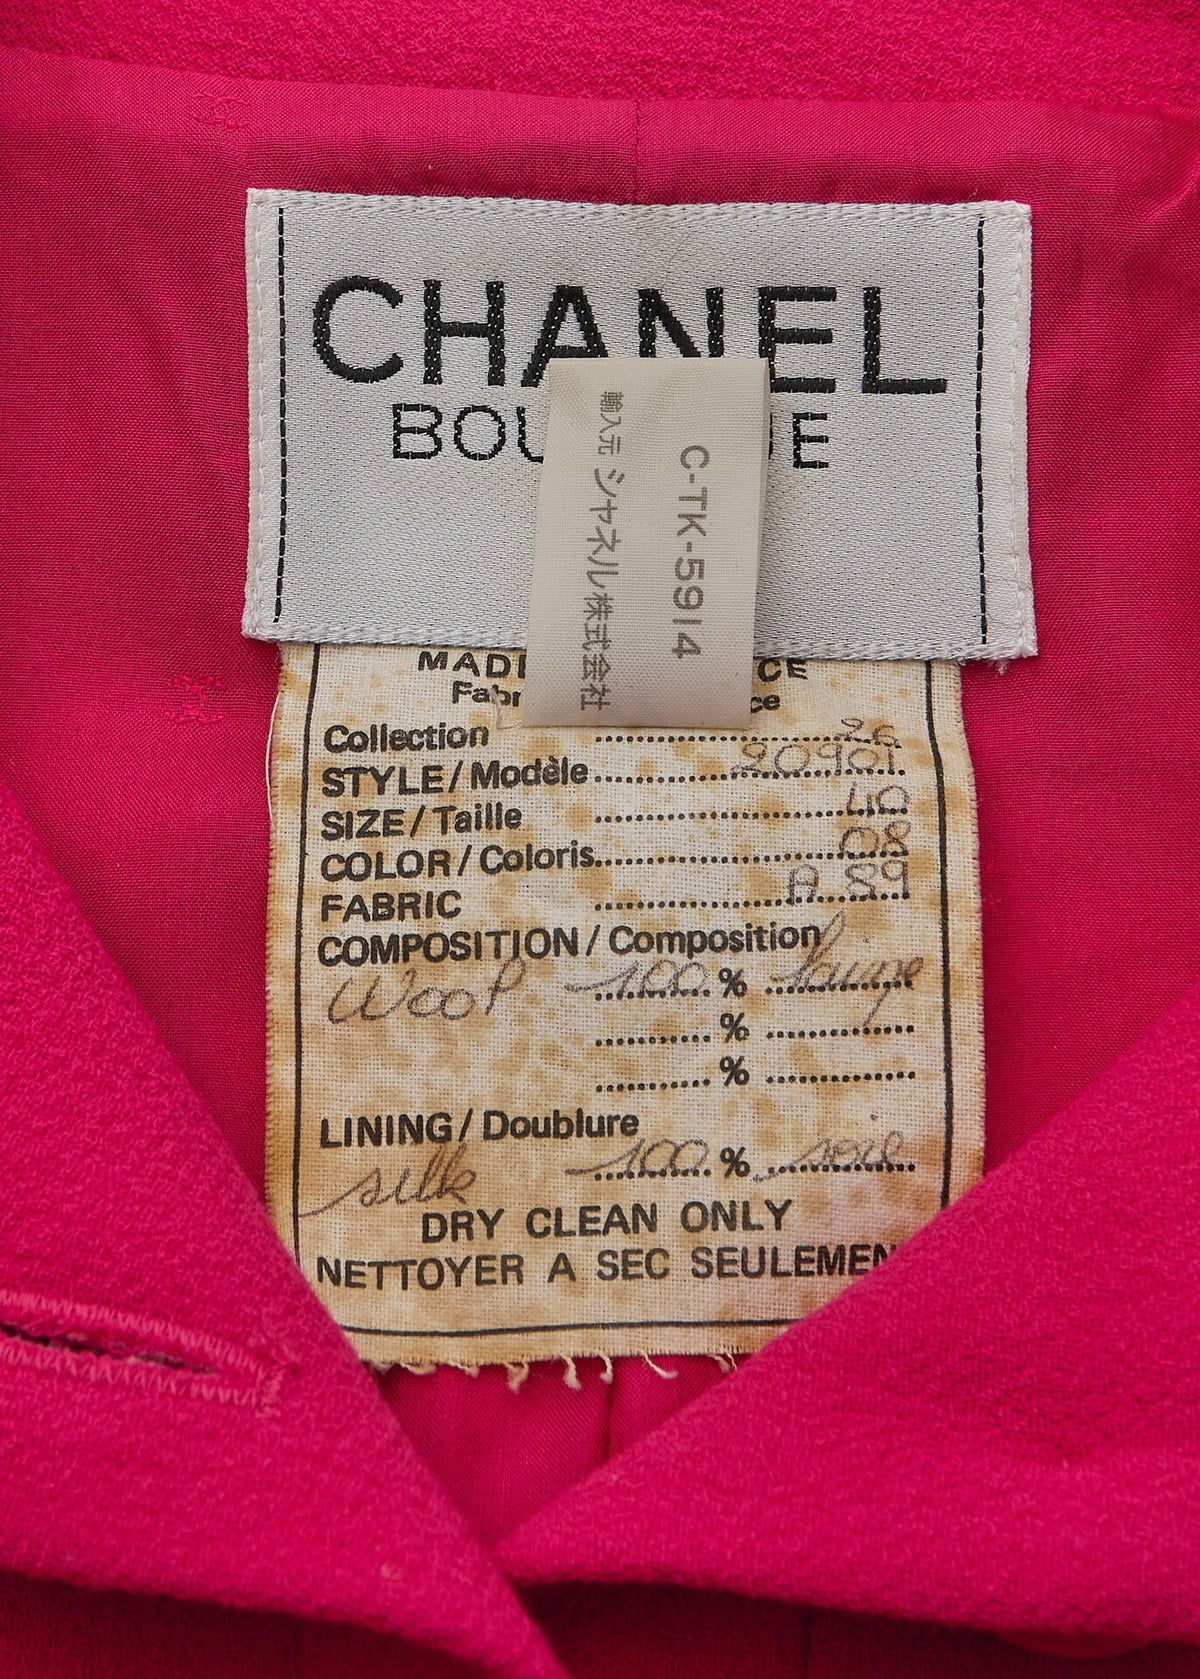 CHANEL
BOU
E
輸入元 シャネル株式会社
C-TK-5914
MAD CE
Fabr ce
Collection 26
STYLE/Modèle 20901
SIZE/Taille 40
COLOR/Coloris 08
FABRIC A 89
COMPOSITION/Composition
Wool 100 % laine
%
%
LINING/Doublure
silk 100 % soie
DRY CLEAN ONLY
NETTOYER A SEC SEULEMEN